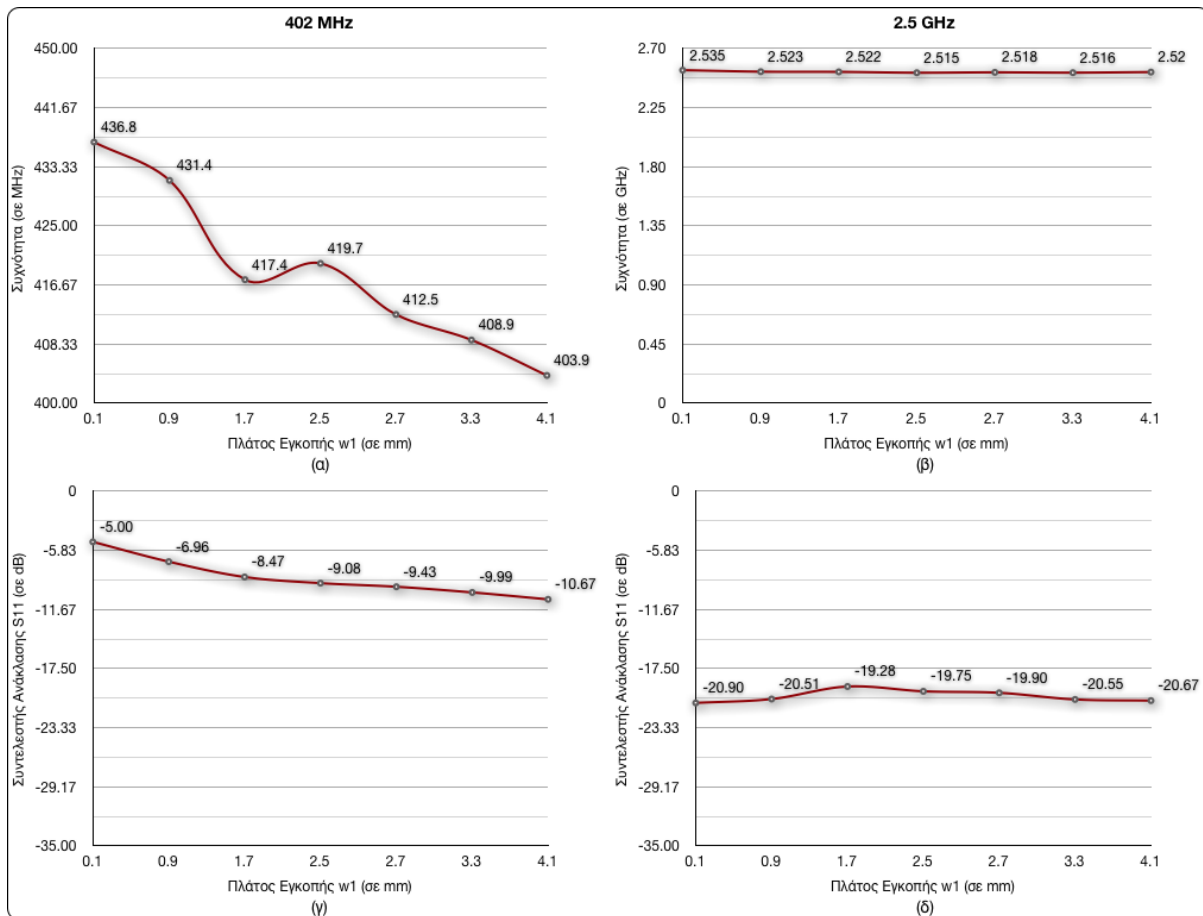 402 MHz
450.00
441.67
433.33
425.00
416.67
408.33
400.00
Συχνότητα (σε MHz)
436.8
431.4
417.4
419.7
412.5
408.9
403.9
0.1 0.9 1.7 2.5 2.7 3.3 4.1
Πλάτος Εγκοπής w1 (σε mm)
(α)
2.5 GHz
2.70
2.25
1.80
1.35
0.90
0.45
0
Συχνότητα (σε GHz)
2.535 2.523 2.522 2.515 2.518 2.516 2.52
0.1 0.9 1.7 2.5 2.7 3.3 4.1
Πλάτος Εγκοπής w1 (σε mm)
(β)
0
-5.83
-11.67
-17.50
-23.33
-29.17
-35.00
Συντελεστής Ανάκλασης S11 (σε dB)
-5.00
-6.96
-8.47
-9.08
-9.43
-9.99
-10.67
0.1 0.9 1.7 2.5 2.7 3.3 4.1
Πλάτος Εγκοπής w1 (σε mm)
(γ)
0
-5.83
-11.67
-17.50
-23.33
-29.17
-35.00
Συντελεστής Ανάκλασης S11 (σε dB)
-20.90
-20.51
-19.28
-19.75
-19.90
-20.55
-20.67
0.1 0.9 1.7 2.5 2.7 3.3 4.1
Πλάτος Εγκοπής w1 (σε mm)
(δ)